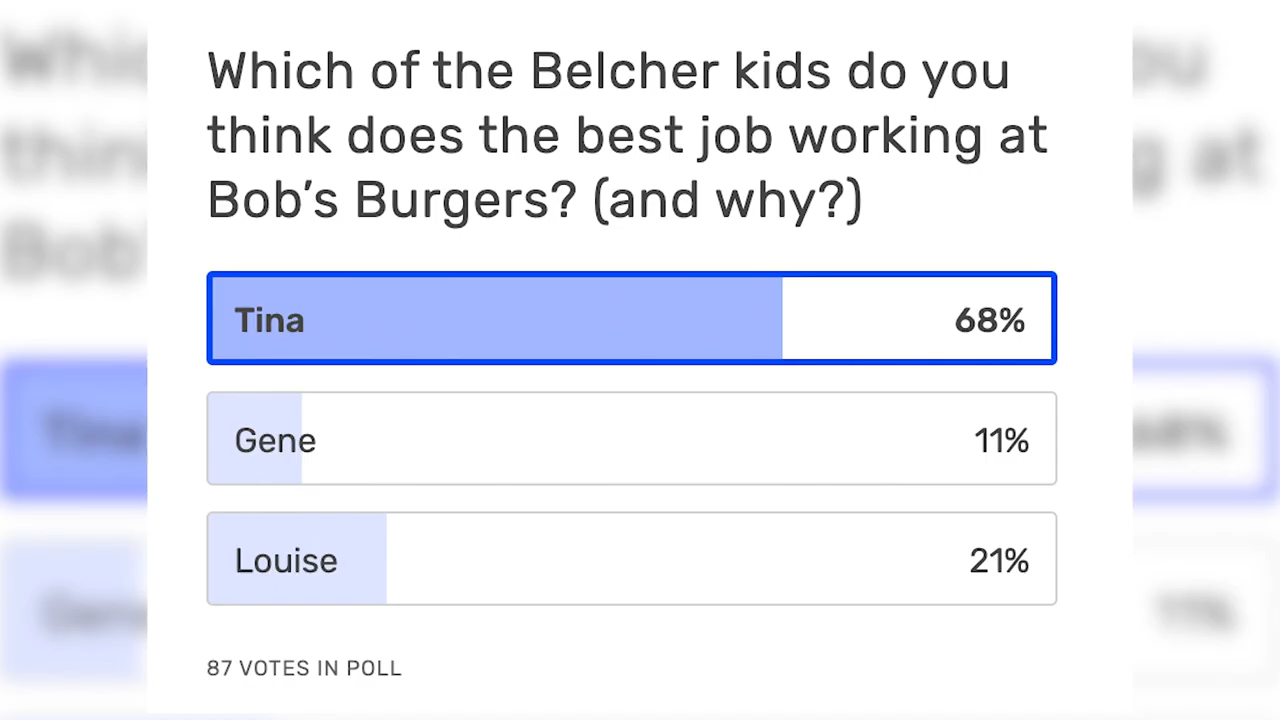 Which of the Belcher kids do you
think does the best job working at
Bob’s Burgers? (and why?)
Tina 68%
Gene 11%
Louise 21%
87 VOTES IN POLL